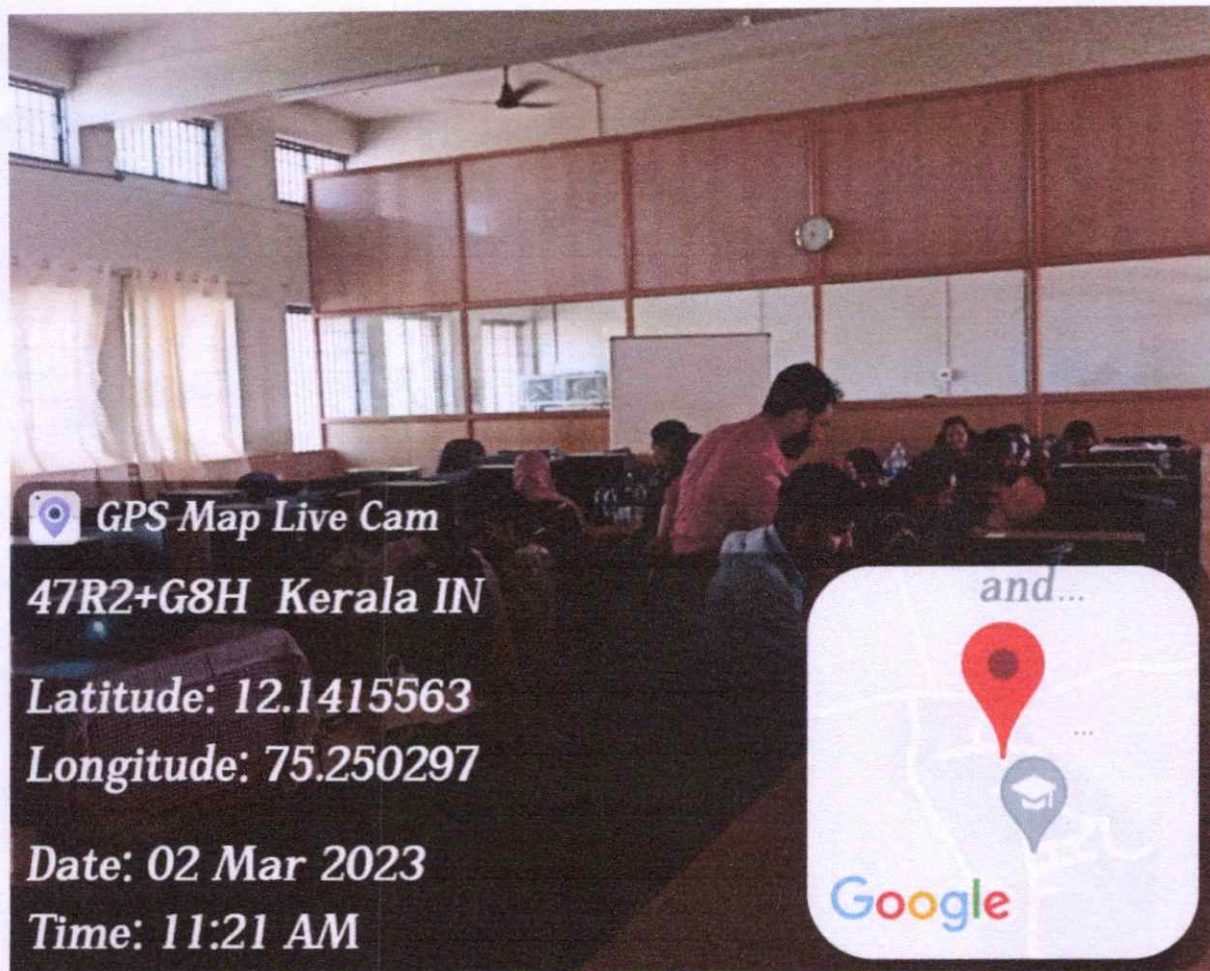 GPS Map Live Cam
47R2+G8H Kerala IN
Latitude: 12.1415563
Longitude: 75.250297
Date: 02 Mar 2023
Time: 11:21 AM
and...
...
Google